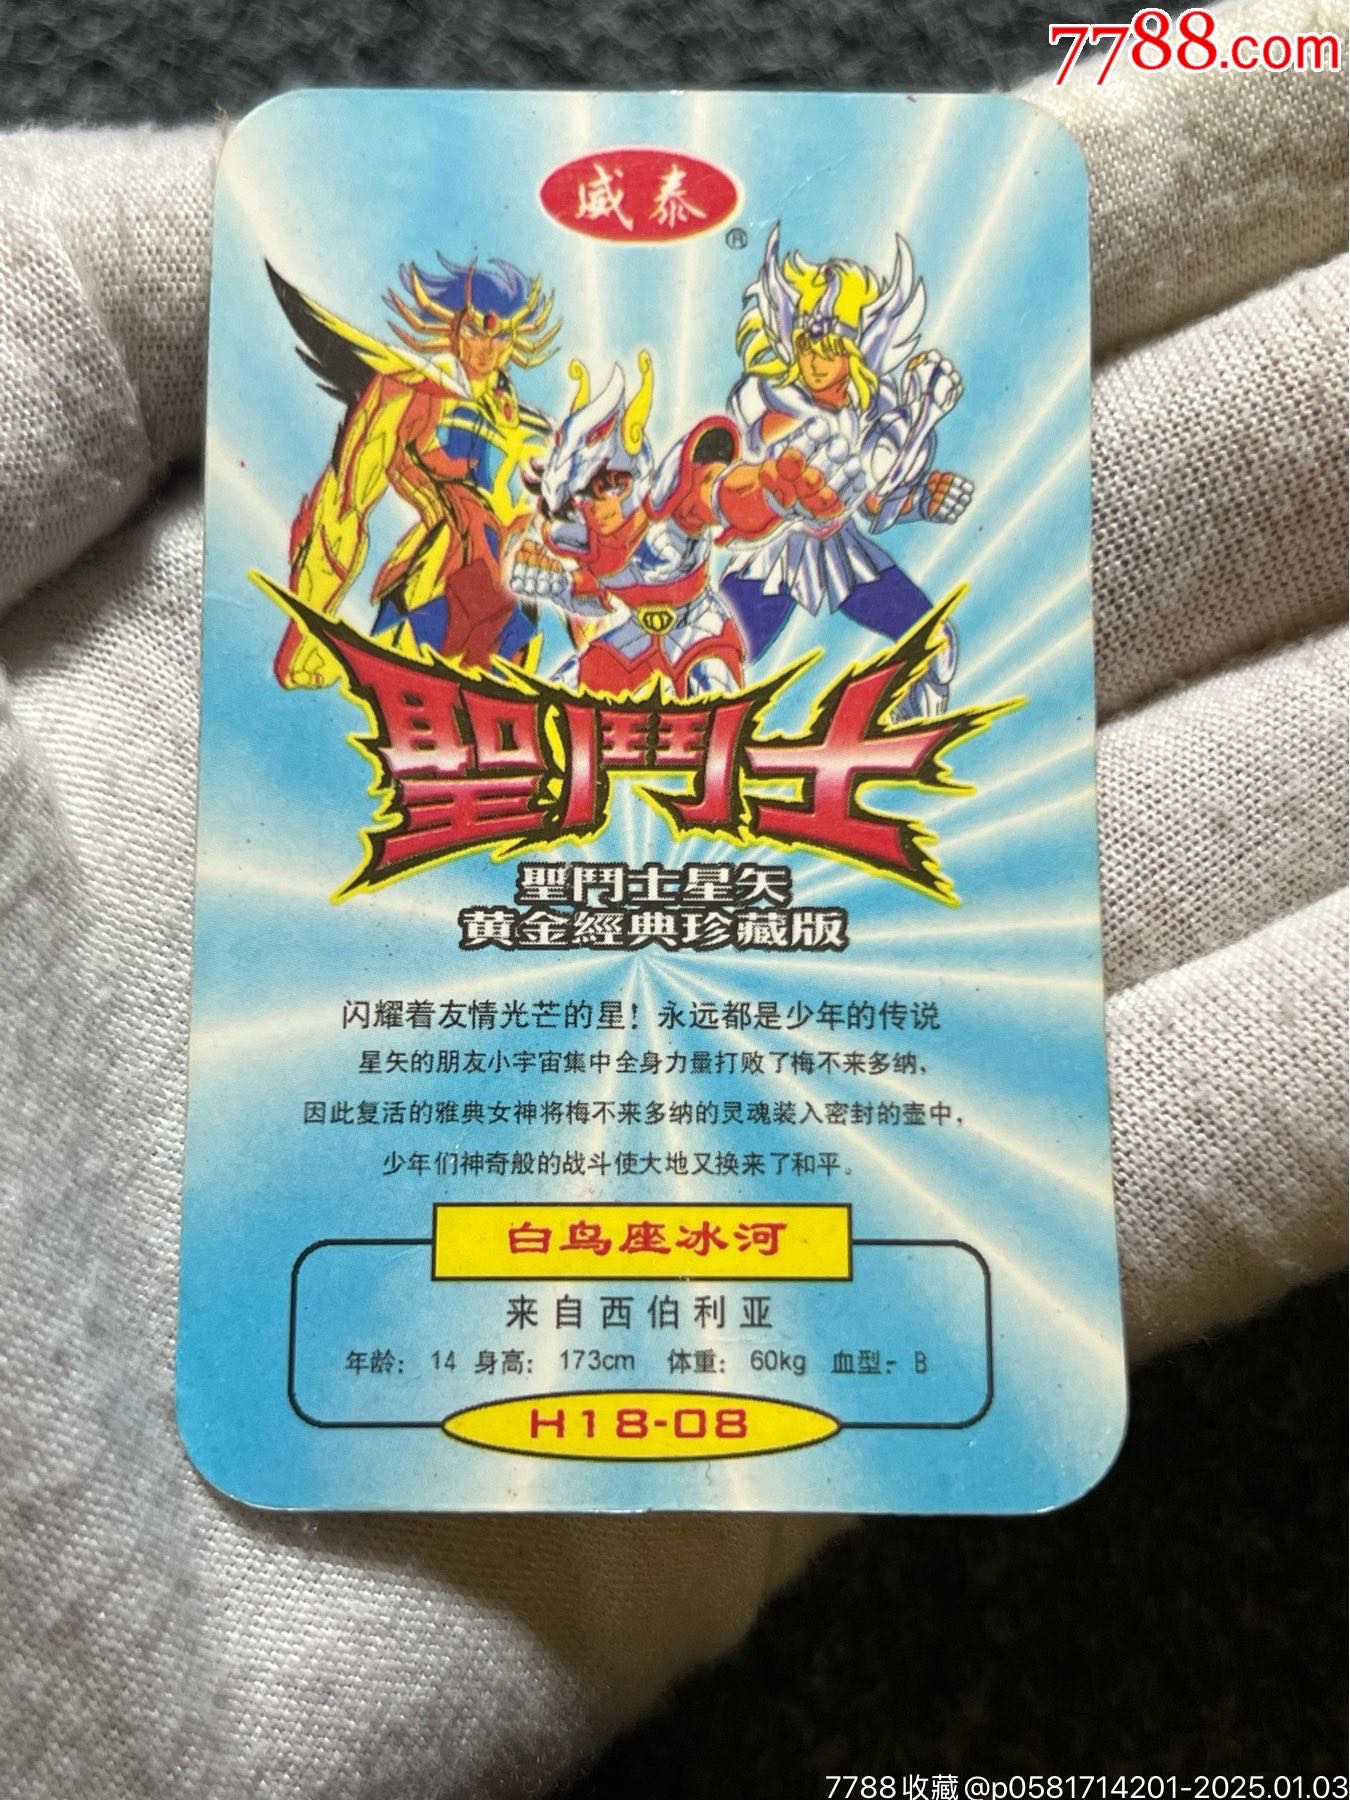 7788.com
威泰
®
聖鬥士
聖鬥士星矢
黄金經典珍藏版
闪耀着友情光芒的星！永远都是少年的传说
星矢的朋友小宇宙集中全身力量打败了梅不来多纳，
因此复活的雅典女神将梅不来多纳的灵魂装入密封的壶中，
少年们神奇般的战斗使大地又换来了和平。
白鸟座冰河
来自西伯利亚
年龄：14 身高：173cm 体重：60kg 血型：B
H18-08
7788收藏@p0581714201-2025.01.03